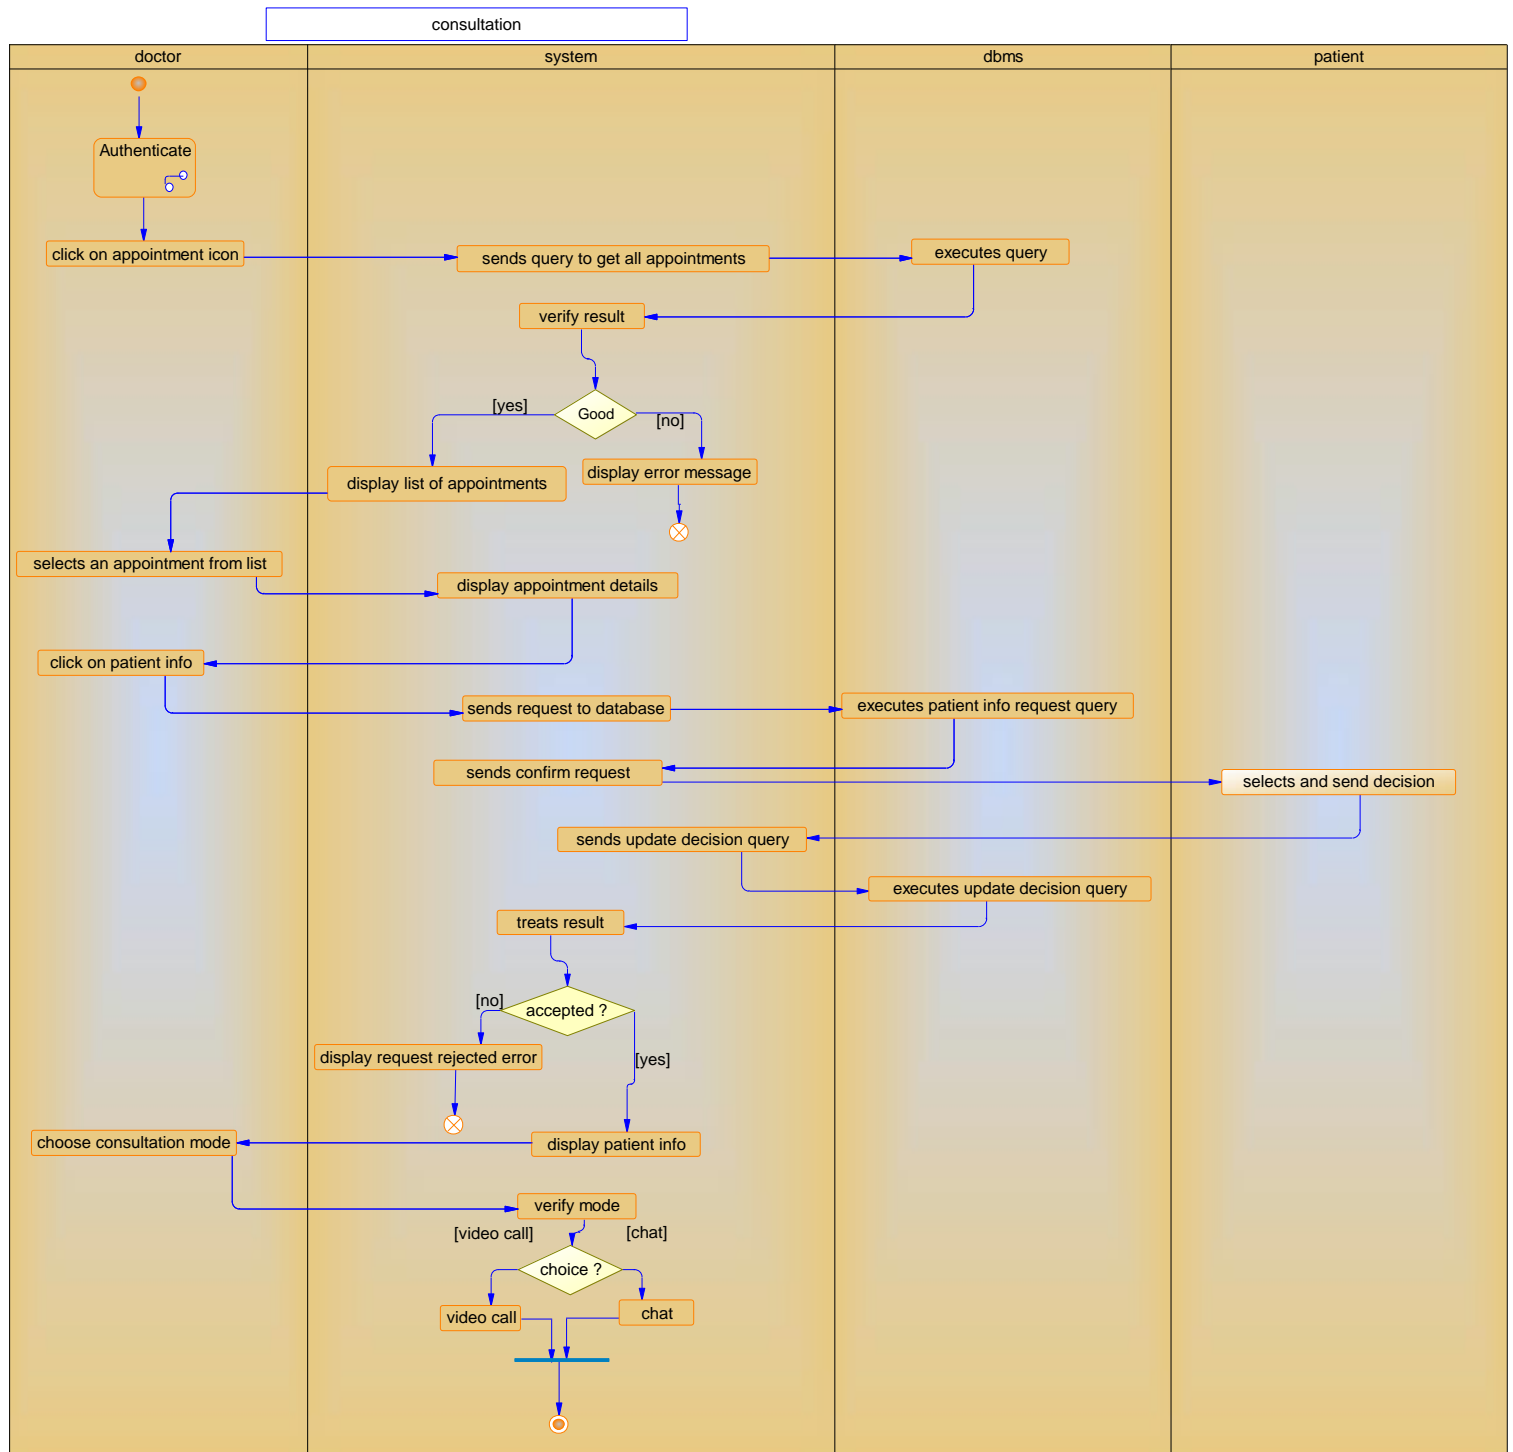 consultation
doctor
system
dbms
patient
Authenticate
click on appointment icon
sends query to get all appointments
executes query
verify result
[yes]
Good
[no]
display list of appointments
display error message
selects an appointment from list
display appointment details
click on patient info
sends request to database
executes patient info request query
sends confirm request
selects and send decision
sends update decision query
executes update decision query
treats result
[no]
accepted ?
display request rejected error
[yes]
choose consultation mode
display patient info
verify mode
[video call]
[chat]
choice ?
video call
chat